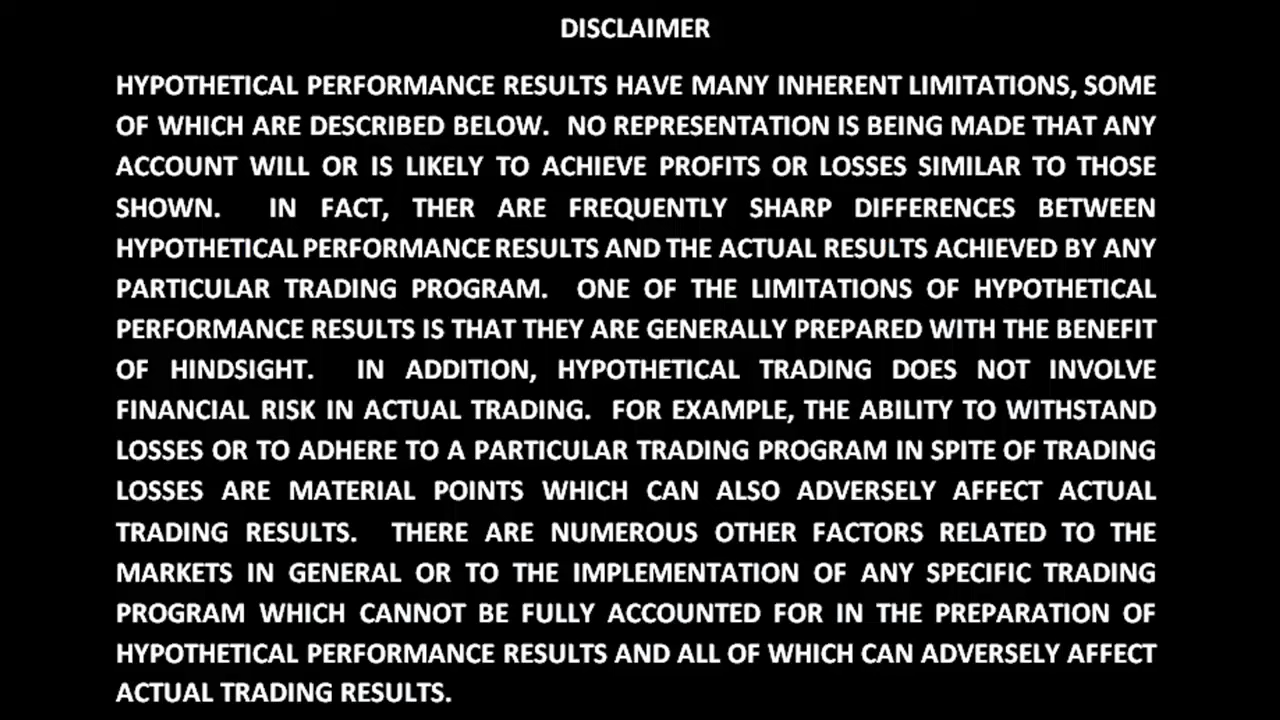 DISCLAIMER
HYPOTHETICAL PERFORMANCE RESULTS HAVE MANY INHERENT LIMITATIONS, SOME
OF WHICH ARE DESCRIBED BELOW.  NO REPRESENTATION IS BEING MADE THAT ANY
ACCOUNT WILL OR IS LIKELY TO ACHIEVE PROFITS OR LOSSES SIMILAR TO THOSE
SHOWN.  IN FACT, THER ARE FREQUENTLY SHARP DIFFERENCES BETWEEN
HYPOTHETICAL PERFORMANCE RESULTS AND THE ACTUAL RESULTS ACHIEVED BY ANY
PARTICULAR TRADING PROGRAM.  ONE OF THE LIMITATIONS OF HYPOTHETICAL
PERFORMANCE RESULTS IS THAT THEY ARE GENERALLY PREPARED WITH THE BENEFIT
OF HINDSIGHT.  IN ADDITION, HYPOTHETICAL TRADING DOES NOT INVOLVE
FINANCIAL RISK IN ACTUAL TRADING.  FOR EXAMPLE, THE ABILITY TO WITHSTAND
LOSSES OR TO ADHERE TO A PARTICULAR TRADING PROGRAM IN SPITE OF TRADING
LOSSES ARE MATERIAL POINTS WHICH CAN ALSO ADVERSELY AFFECT ACTUAL
TRADING RESULTS.  THERE ARE NUMEROUS OTHER FACTORS RELATED TO THE
MARKETS IN GENERAL OR TO THE IMPLEMENTATION OF ANY SPECIFIC TRADING
PROGRAM WHICH CANNOT BE FULLY ACCOUNTED FOR IN THE PREPARATION OF
HYPOTHETICAL PERFORMANCE RESULTS AND ALL OF WHICH CAN ADVERSELY AFFECT
ACTUAL TRADING RESULTS.